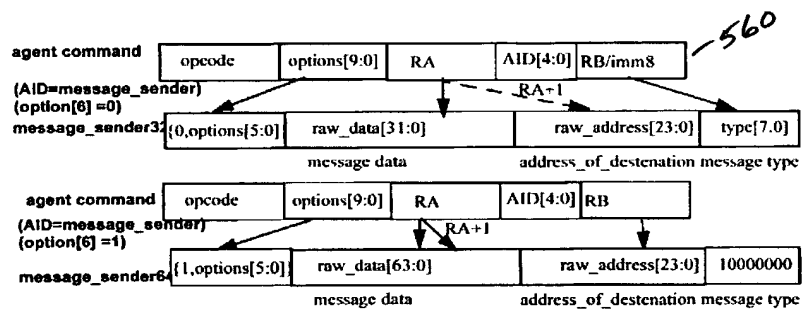 560
agent command opcode options[9:0] RA AID[4:0] RB/imm8
(AID=message_sender)
(option[6] =0)
RA+1
message_sender32 {0,options[5:0]} raw_data[31:0] raw_address[23:0] type[7.0]
message data address_of_destenation message type
agent command opcode options[9:0] RA AID[4:0] RB
(AID=message_sender)
(option[6] =1)
RA+1
message_sender64 {1,options[5:0]} raw_data[63:0] raw_address[23:0] 10000000
message data address_of_destenation message type